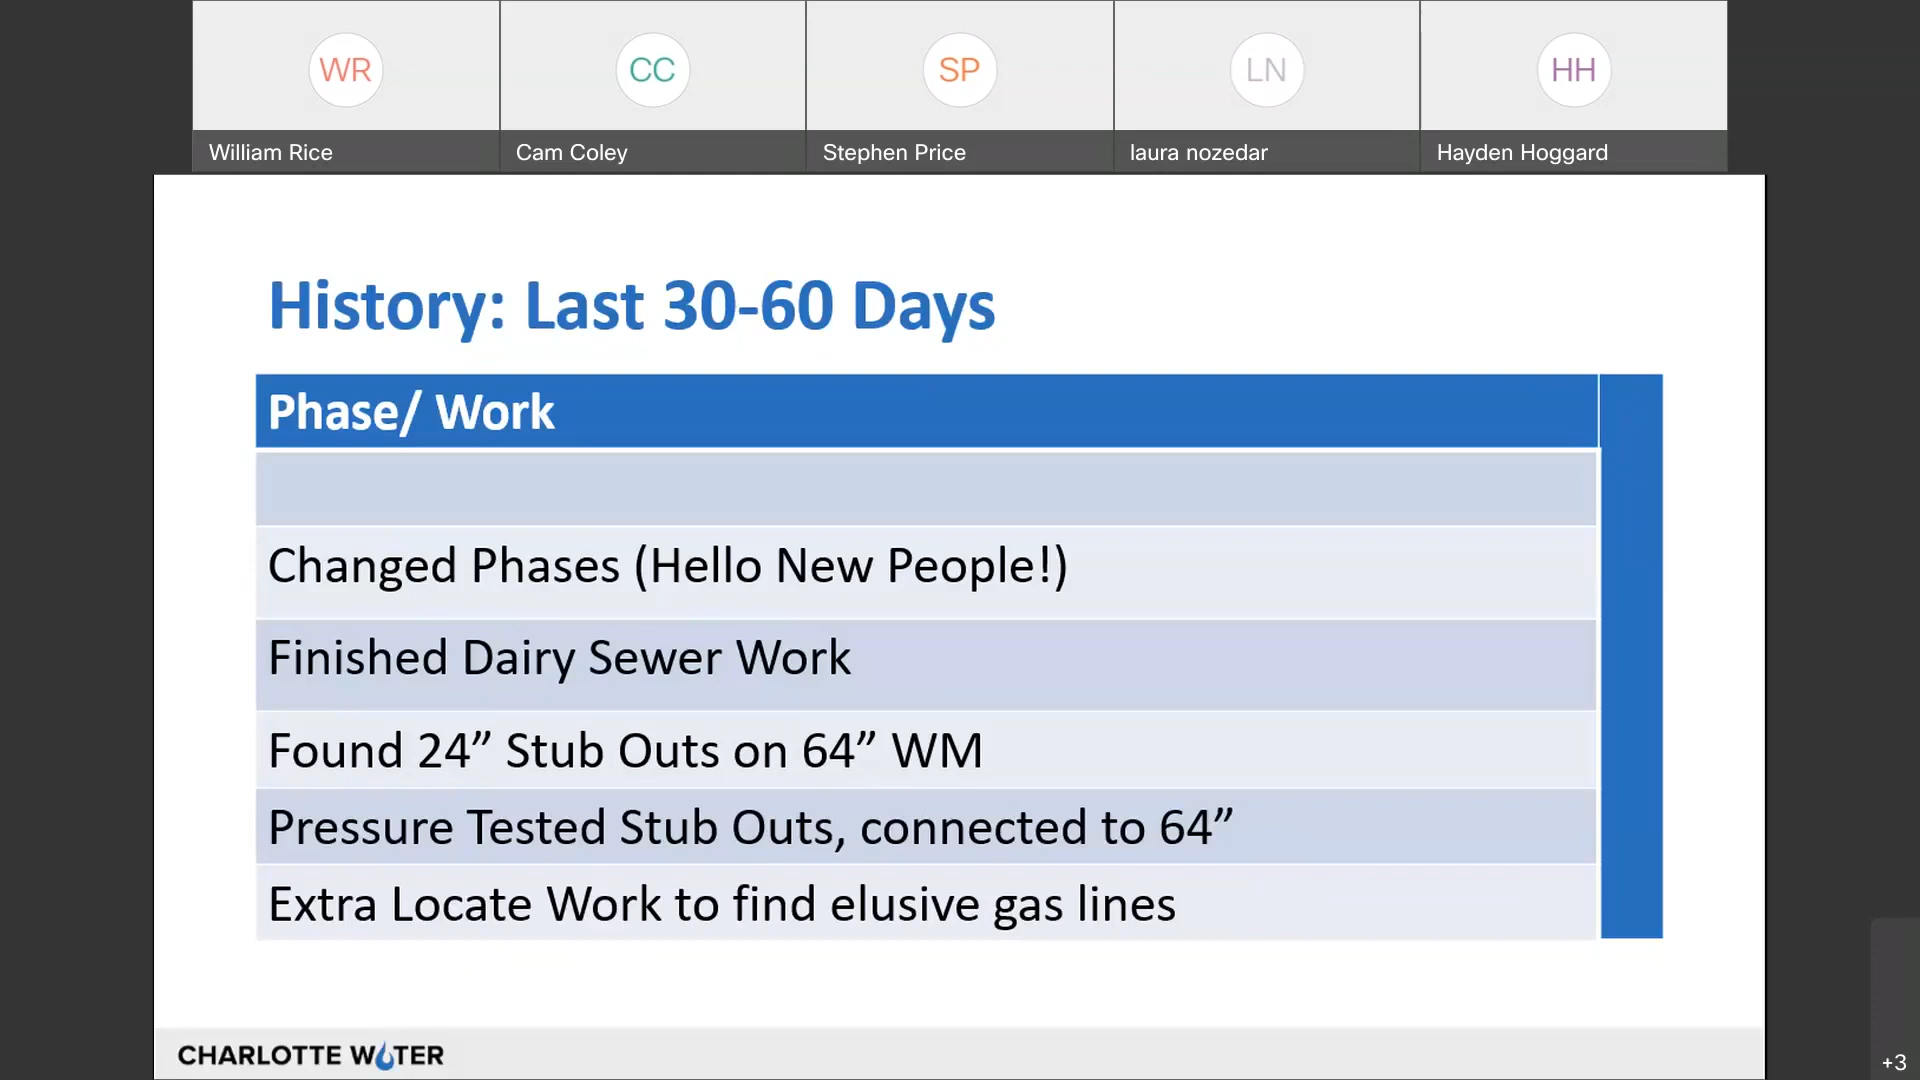 WR
CC
SP
LN
HH
William Rice
Cam Coley
Stephen Price
laura nozedar
Hayden Hoggard
History: Last 30-60 Days
Phase/ Work
Changed Phases (Hello New People!)
Finished Dairy Sewer Work
Found 24” Stub Outs on 64” WM
Pressure Tested Stub Outs, connected to 64”
Extra Locate Work to find elusive gas lines
CHARLOTTE WATER
+3